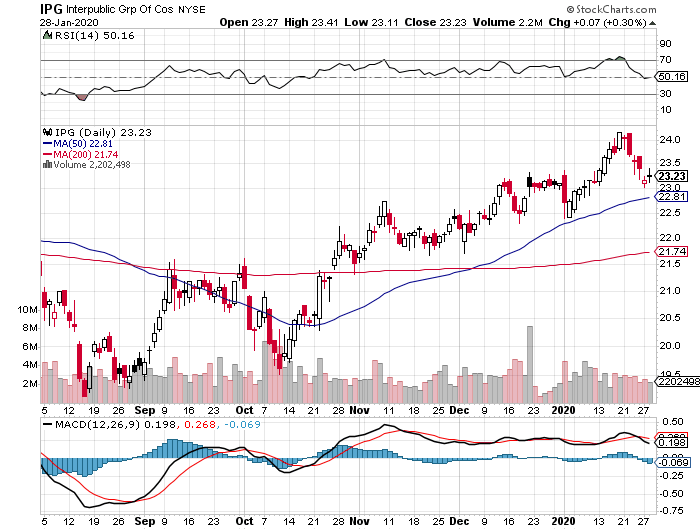 IPG Interpublic Grp Of Cos NYSE
© StockCharts.com
28-Jan-2020
Open 23.27 High 23.41 Low 23.11 Close 23.23 Volume 2.2M Chg +0.07 (+0.30%)
RSI(14) 50.16
90
70
50.16
30
10
IPG (Daily) 23.23
MA(50) 22.81
MA(200) 21.74
Volume 2,202,498
24.0
23.5
23.23
23.0
22.81
22.0
21.74
21.5
21.0
20.5
20.0
19.5
2202498
10M
8M
6M
4M
2M
5 12 19 26 Sep 9 16 23 Oct 7 14 21 28 Nov 11 18 25 Dec 9 16 23 2020 13 21 27
MACD(12,26,9) 0.198, 0.268, -0.069
0.50
0.25
0.198
-0.069
-0.25
-0.50
-0.75
5 12 19 26 Sep 9 16 23 Oct 7 14 21 28 Nov 11 18 25 Dec 9 16 23 2020 13 21 27